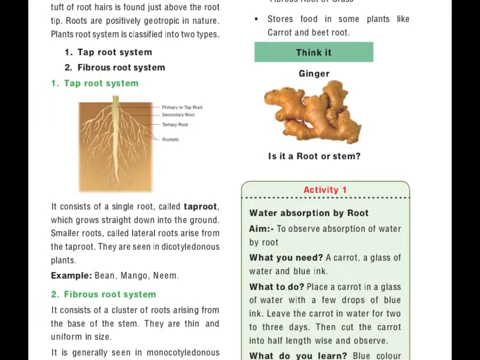 tuft of root hairs is found just above the root
tip. Roots are positively geotropic in nature.
Plants root system is classified into two types.
1. Tap root system
2. Fibrous root system
1. Tap root system
Primary or Tap Root
Secondary Root
Tertiary Root
Rootlets
It consists of a single root, called taproot,
which grows straight down into the ground.
Smaller roots, called lateral roots arise from
the taproot. They are seen in dicotyledonous
plants.
Example: Bean, Mango, Neem.
2. Fibrous root system
It consists of a cluster of roots arising from
the base of the stem. They are thin and
uniform in size.
It is generally seen in monocotyledonous
Fibrous Root of Grass
• Stores food in some plants like
Carrot and beet root.
Think it
Ginger
Is it a Root or stem?
Activity 1
Water absorption by Root
Aim:- To observe absorption of water
by root
What you need? A carrot, a glass of
water and blue ink.
What to do? Place a carrot in a glass
of water with a few drops of blue
ink. Leave the carrot in water for two
to three days. Then cut the carrot
into half length wise and observe.
What do you learn? Blue colour